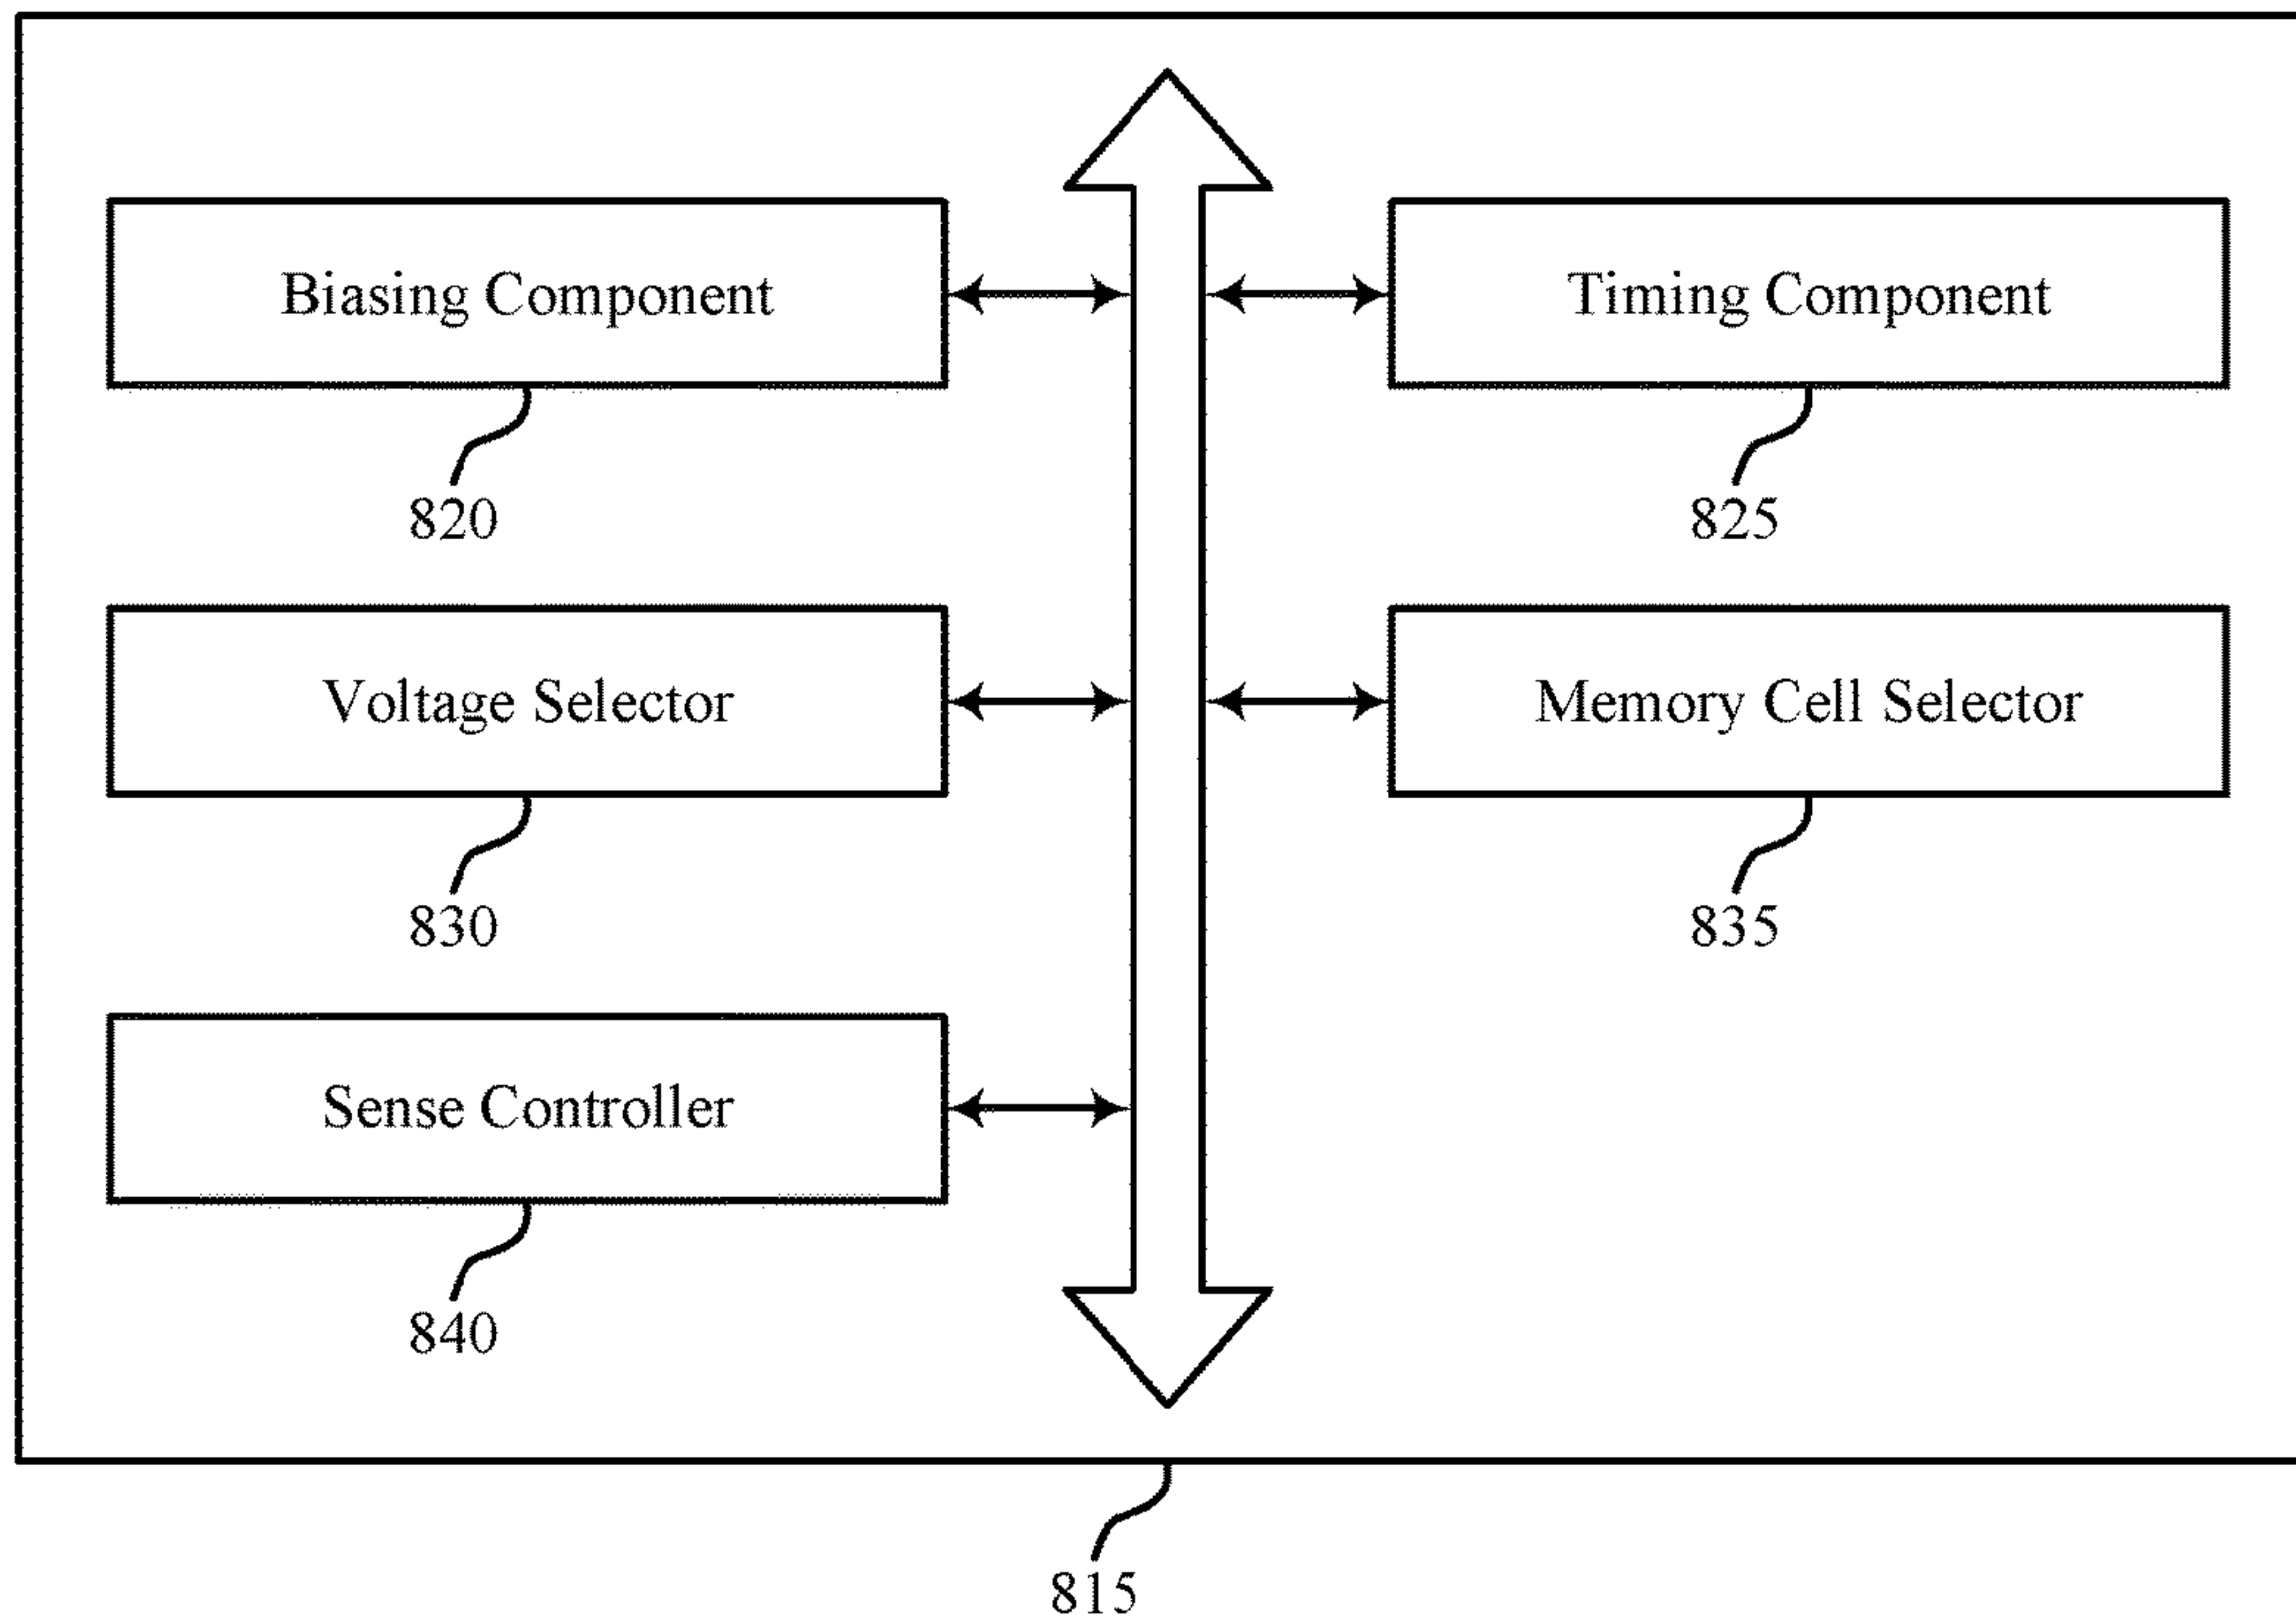 Biasing Component
Timing Component
820
825
Voltage Selector
Memory Cell Selector
830
835
Sense Controller
840
815